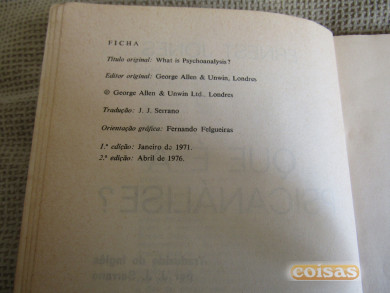 FICHA
Título original: What is Psychoanalysis?
Editor original: George Allen & Unwin, Londres
© George Allen & Unwin Ltd., Londres
Tradução: J. J. Serrano
Orientação gráfica: Fernando Felgueiras
1.ª edição: Janeiro de 1971.
2.ª edição: Abril de 1976.
coisas